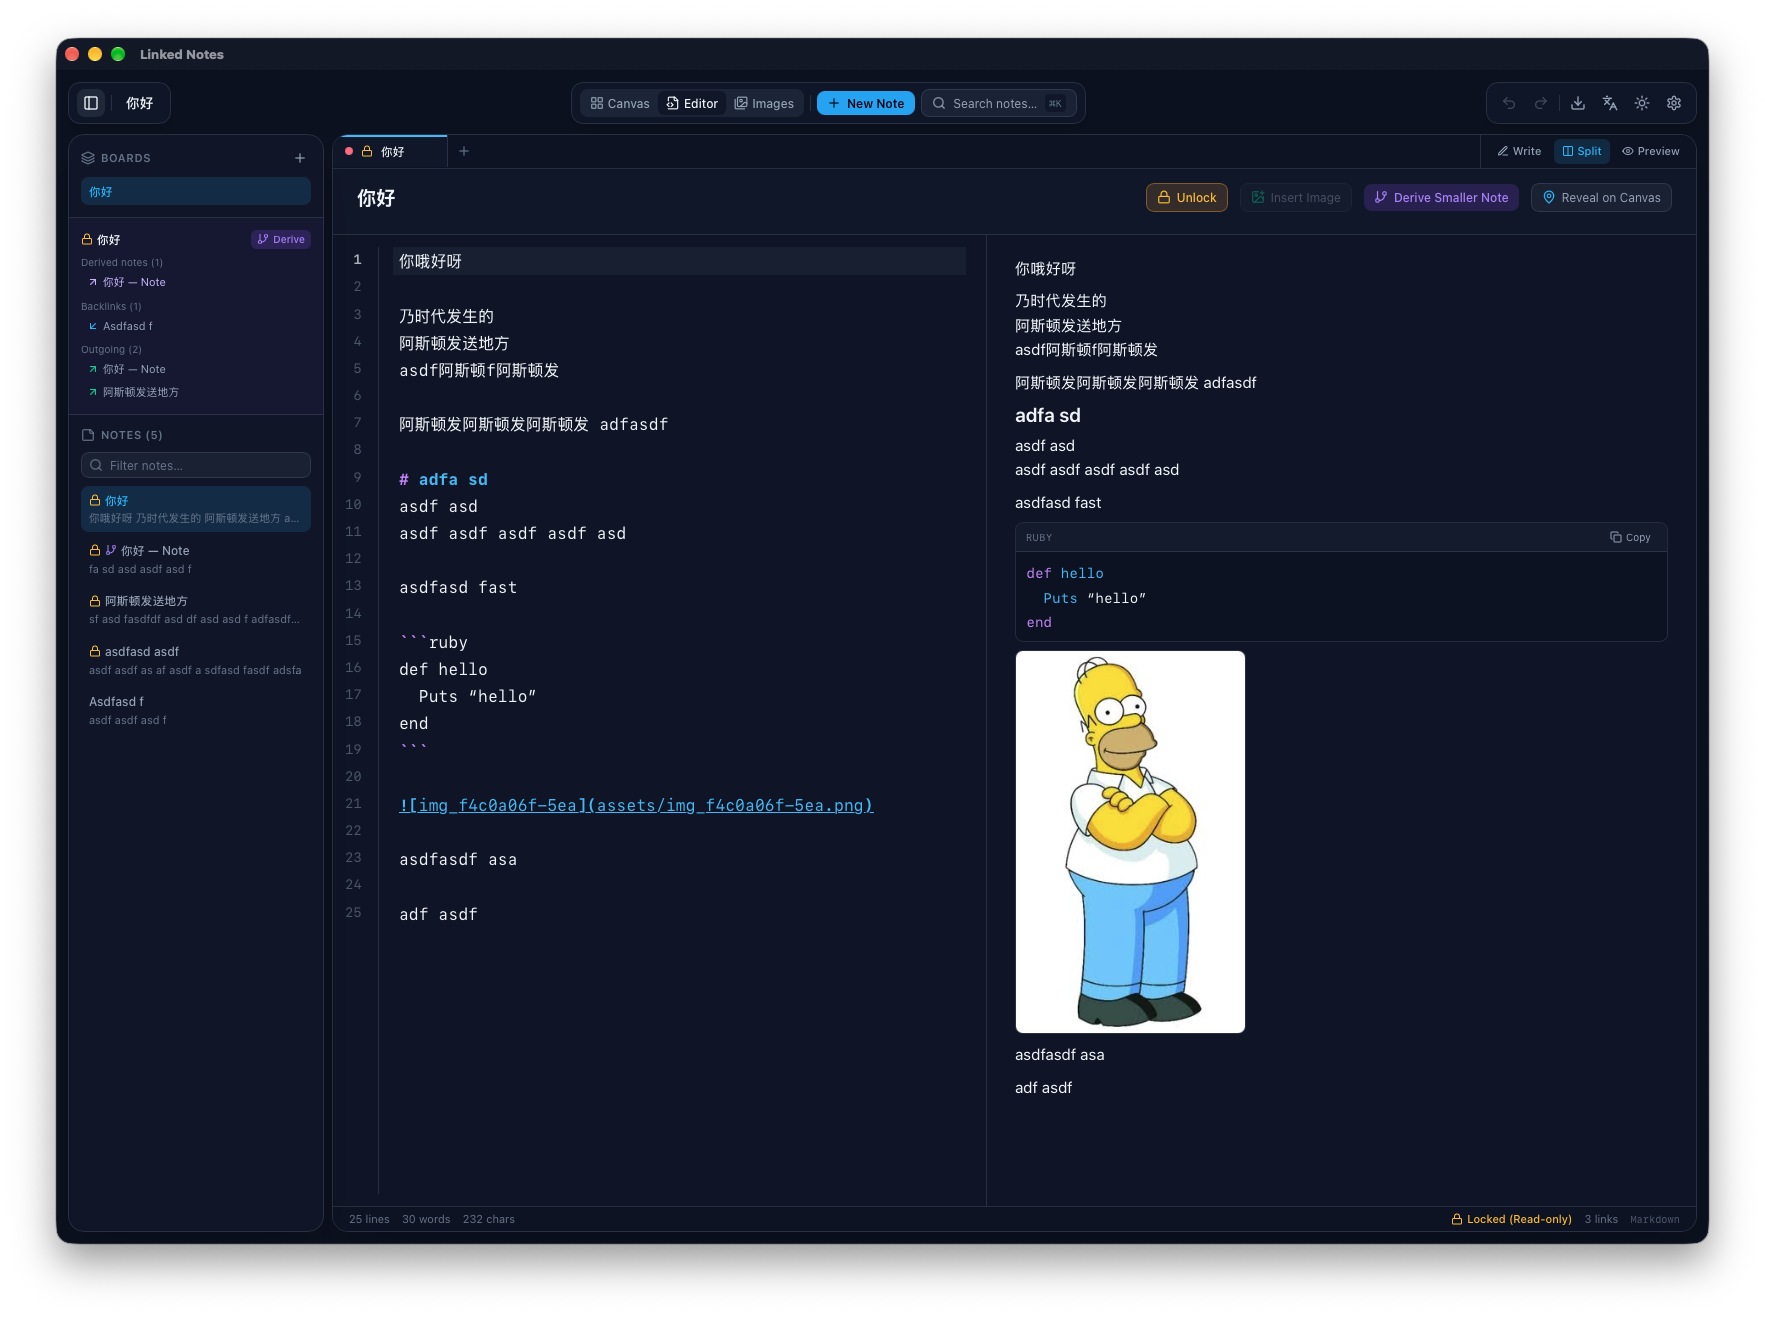 Linked Notes
你好
Canvas
Editor
Images
New Note
Search notes...
⌘K
BOARDS
你好
你好
Derive
Derived notes (1)
你好 — Note
Backlinks (1)
Asdfasd f
Outgoing (2)
你好 — Note
阿斯顿发送地方
NOTES (5)
Filter notes...
你好
你哦好呀 乃时代发生的 阿斯顿发送地方 a...
你好 — Note
fa sd asd asdf asd f
阿斯顿发送地方
sf asd fasdfdf asd df asd asd f adfasdf...
asdfasd asdf
asdf asdf as af asdf a sdfasd fasdf adsfa
Asdfasd f
asdf asdf asd f
你好
Write
Split
Preview
你好
Unlock
Insert Image
Derive Smaller Note
Reveal on Canvas
1 你哦好呀
2
3 乃时代发生的
4 阿斯顿发送地方
5 asdf阿斯顿f阿斯顿发
6
7 阿斯顿发阿斯顿发阿斯顿发 adfasdf
8
9 # adfa sd
10 asdf asd
11 asdf asdf asdf asdf asd
12
13 asdfasd fast
14
15 ```ruby
16 def hello
17   Puts “hello”
18 end
19 ```
20
21 ![img_f4c0a06f-5ea](assets/img_f4c0a06f-5ea.png)
22
23 asdfasdf asa
24
25 adf asdf
你哦好呀
乃时代发生的
阿斯顿发送地方
asdf阿斯顿f阿斯顿发
阿斯顿发阿斯顿发阿斯顿发 adfasdf
adfa sd
asdf asd
asdf asdf asdf asdf asd
asdfasd fast
RUBY
Copy
def hello
  Puts “hello”
end
asdfasdf asa
adf asdf
25 lines
30 words
232 chars
Locked (Read-only)
3 links
Markdown